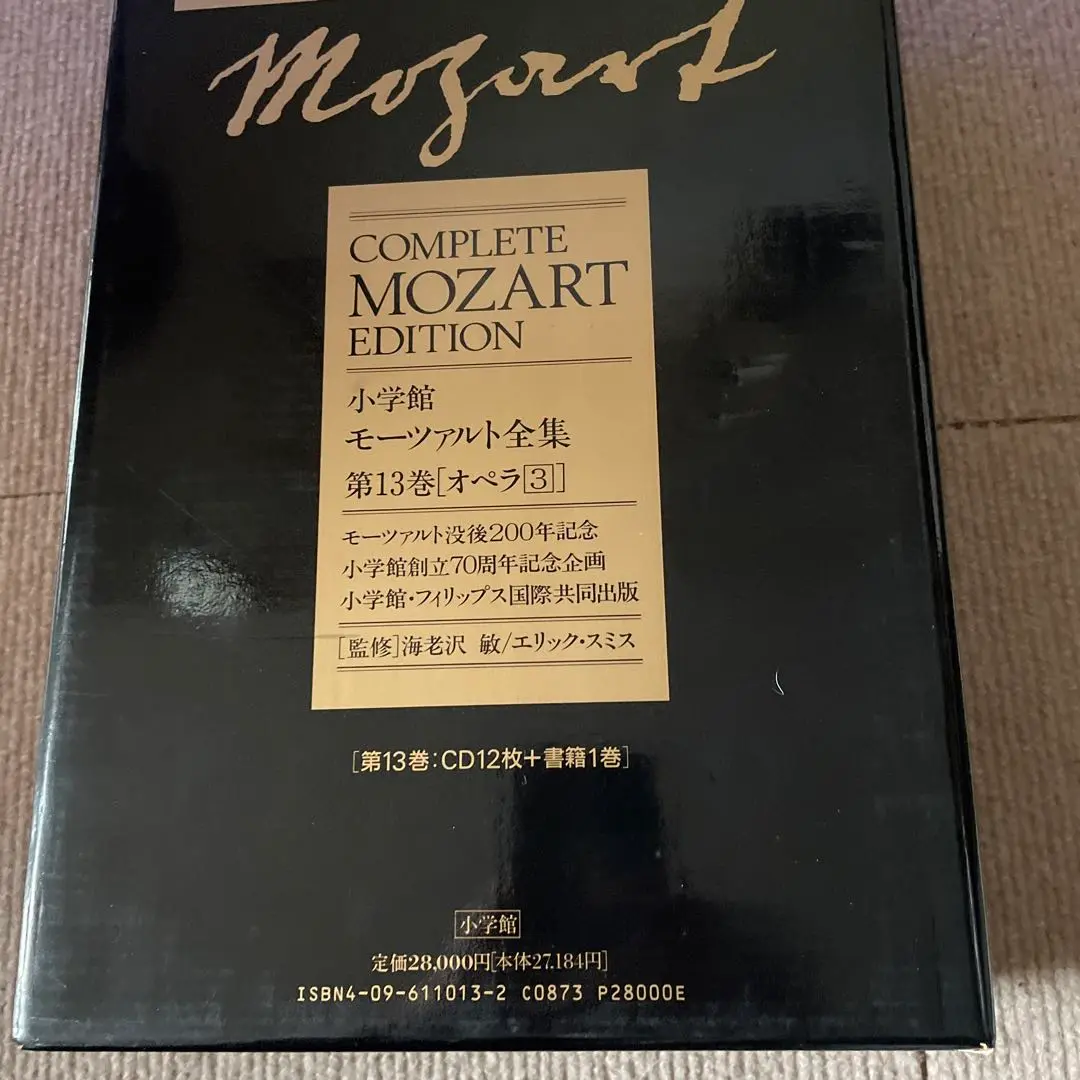 Mozart
COMPLETE
MOZART
EDITION
小学館
モーツァルト全集
第13巻[オペラ3]
モーツァルト没後200年記念
小学館創立70周年記念企画
小学館・フィリップス国際共同出版
[監修]海老沢 敏/エリック・スミス
[第13巻:CD12枚+書籍1巻]
小学館
定価28,000円[本体27,184円]
ISBN4-09-611013-2 C0873 P28000E